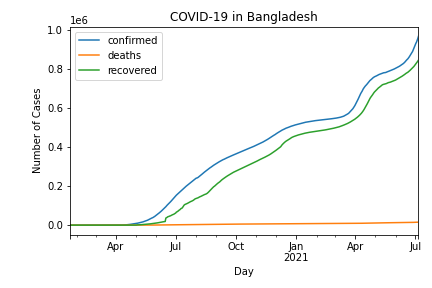 COVID-19 in Bangladesh
1e6
1.0
0.8
0.6
0.4
0.2
0.0
Number of Cases
confirmed
deaths
recovered
Apr Jul Oct Jan Apr Jul
2021
Day